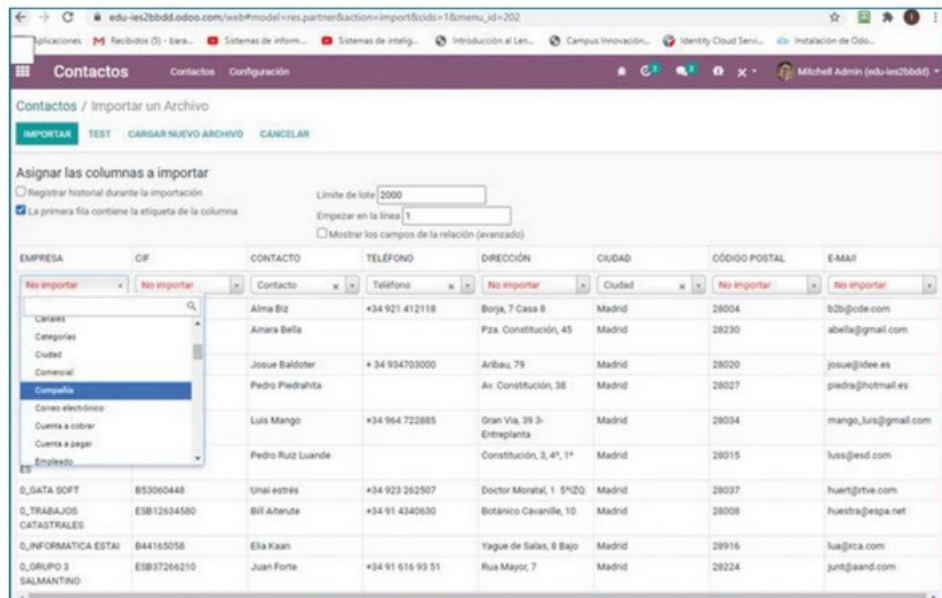 edu-ies2bbdd.odoo.com/web#model=res.partner&action=import&cids=1&menu_id=202
Aplicaciones Recibidos (5) - bara... Sistemas de inform... Sistemas de intelig... Introducción al Len... Campus Innovación... Identity Cloud Servi... Instalación de Odo...
Contactos Contactos Configuración Mitchell Admin (edu-ies2bbdd)
Contactos / Importar un Archivo
IMPORTAR TEST CARGAR NUEVO ARCHIVO CANCELAR
Asignar las columnas a importar
Registrar historial durante la importación Límite de lote 2000
La primera fila contiene la etiqueta de la columna Empezar en la línea 1
Mostrar los campos de la relación (avanzado)
EMPRESA CIF CONTACTO TELÉFONO DIRECCIÓN CIUDAD CÓDIGO POSTAL E-MAil
No importar No importar Contacto Teléfono No importar Ciudad No importar No importar
Canales
Categorías
Ciudad
Comercial
Compañía
Correo electrónico
Cuenta a cobrar
Cuenta a pagar
Empleado
ES
Alma Biz +34 921 412118 Borja, 7 Casa 8 Madrid 28004 b2b@cde.com
Ainara Bella Pza. Constitución, 45 Madrid 28230 abella@gmail.com
Josue Baldoter + 34 934703000 Aribau, 79 Madrid 28020 josue@idee.es
Pedro Piedrahita Av. Constitución, 38 Madrid 28027 piedra@hotmail.es
Luis Mango +34 964 722885 Gran Via, 39 3- Madrid 28034 mango_luis@gmail.com
Entreplanta
Pedro Ruiz Luande Constitución, 3, 4º, 1º Madrid 28015 luss@esd.com
0_GATA SOFT B53060448 Unai estrés +34 923 262507 Doctor Moratal, 1 5ºIZQ. Madrid 28037 huert@rtve.com
0_TRABAJOS ESB12634580 Bill Alterute +34 91 4340630 Botánico Cavanille, 10 Madrid 28008 huestra@espa.net
CATASTRALES
0_INFORMATICA ESTAI B44165058 Elia Kaan Yague de Salas, 8 Bajo Madrid 28916 lua@rca.com
0_GRUPO 3 ESB37266210 Juan Forte +34 91 616 93 51 Rua Mayor, 7 Madrid 28224 junt@aand.com
SALMANTINO